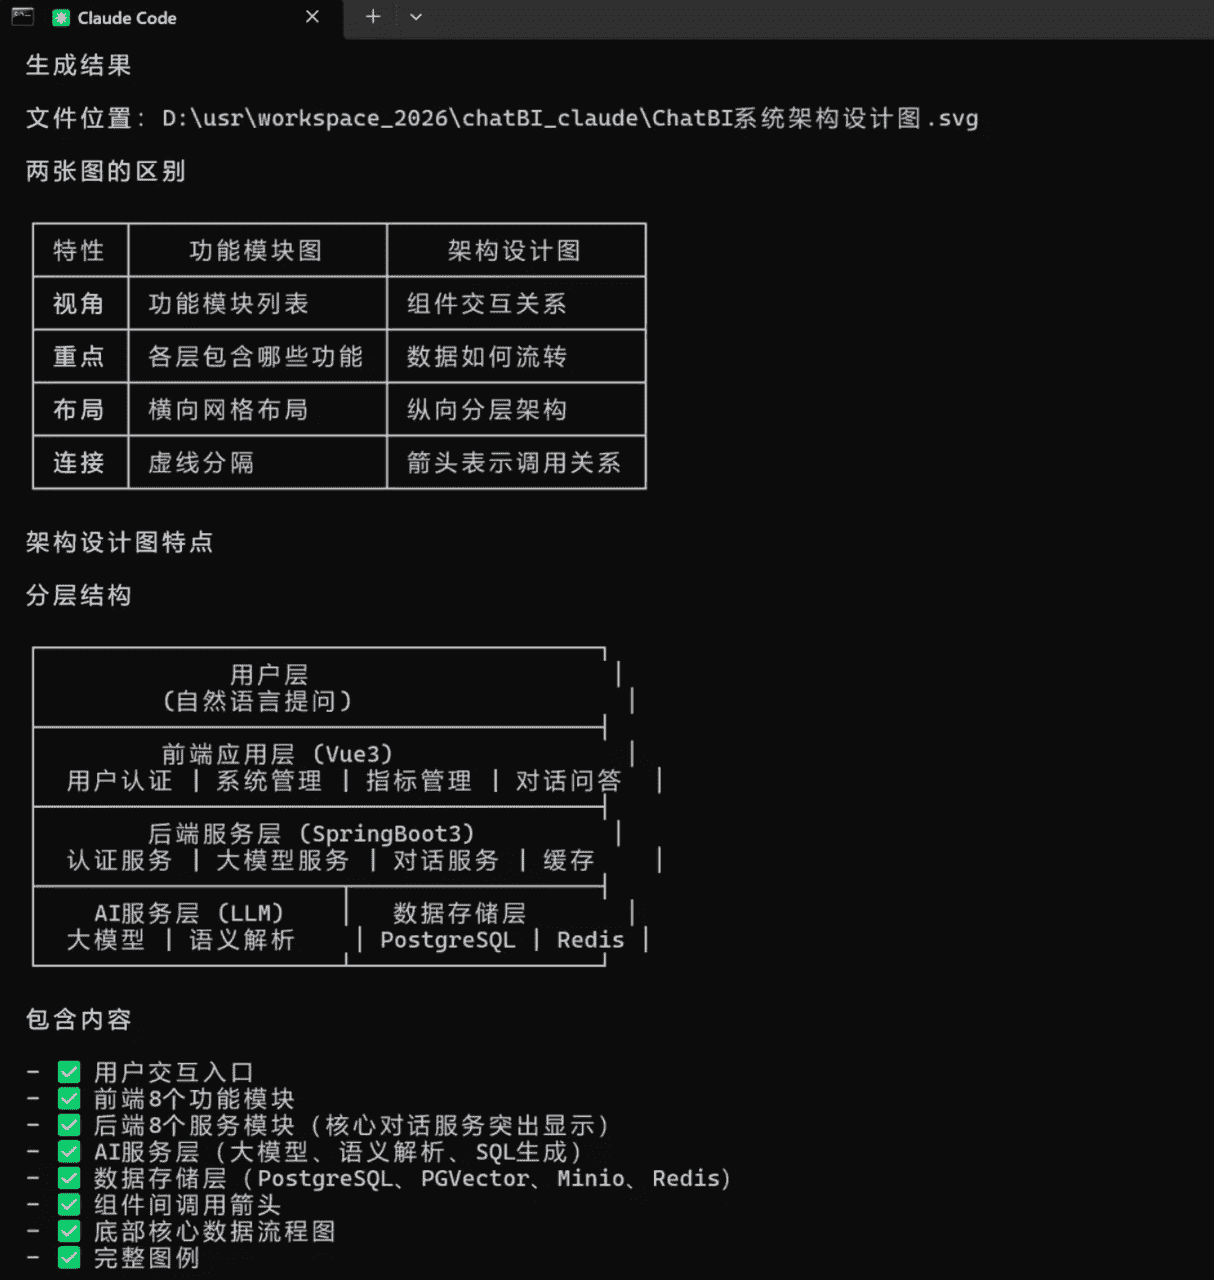 Claude Code
生成结果
文件位置: D:\usr\workspace_2026\chatBI_claude\ChatBI系统架构设计图.svg
两张图的区别
特性 功能模块图 架构设计图
视角 功能模块列表 组件交互关系
重点 各层包含哪些功能 数据如何流转
布局 横向网格布局 纵向分层架构
连接 虚线分隔 箭头表示调用关系
架构设计图特点
分层结构
用户层
(自然语言提问)
前端应用层 (Vue3)
用户认证 | 系统管理 | 指标管理 | 对话问答
后端服务层 (SpringBoot3)
认证服务 | 大模型服务 | 对话服务 | 缓存
AI服务层 (LLM) 数据存储层
大模型 | 语义解析 | PostgreSQL | Redis
包含内容
- ✅ 用户交互入口
- ✅ 前端8个功能模块
- ✅ 后端8个服务模块（核心对话服务突出显示）
- ✅ AI服务层（大模型、语义解析、SQL生成）
- ✅ 数据存储层（PostgreSQL、PGVector、Minio、Redis）
- ✅ 组件间调用箭头
- ✅ 底部核心数据流程图
- ✅ 完整图例